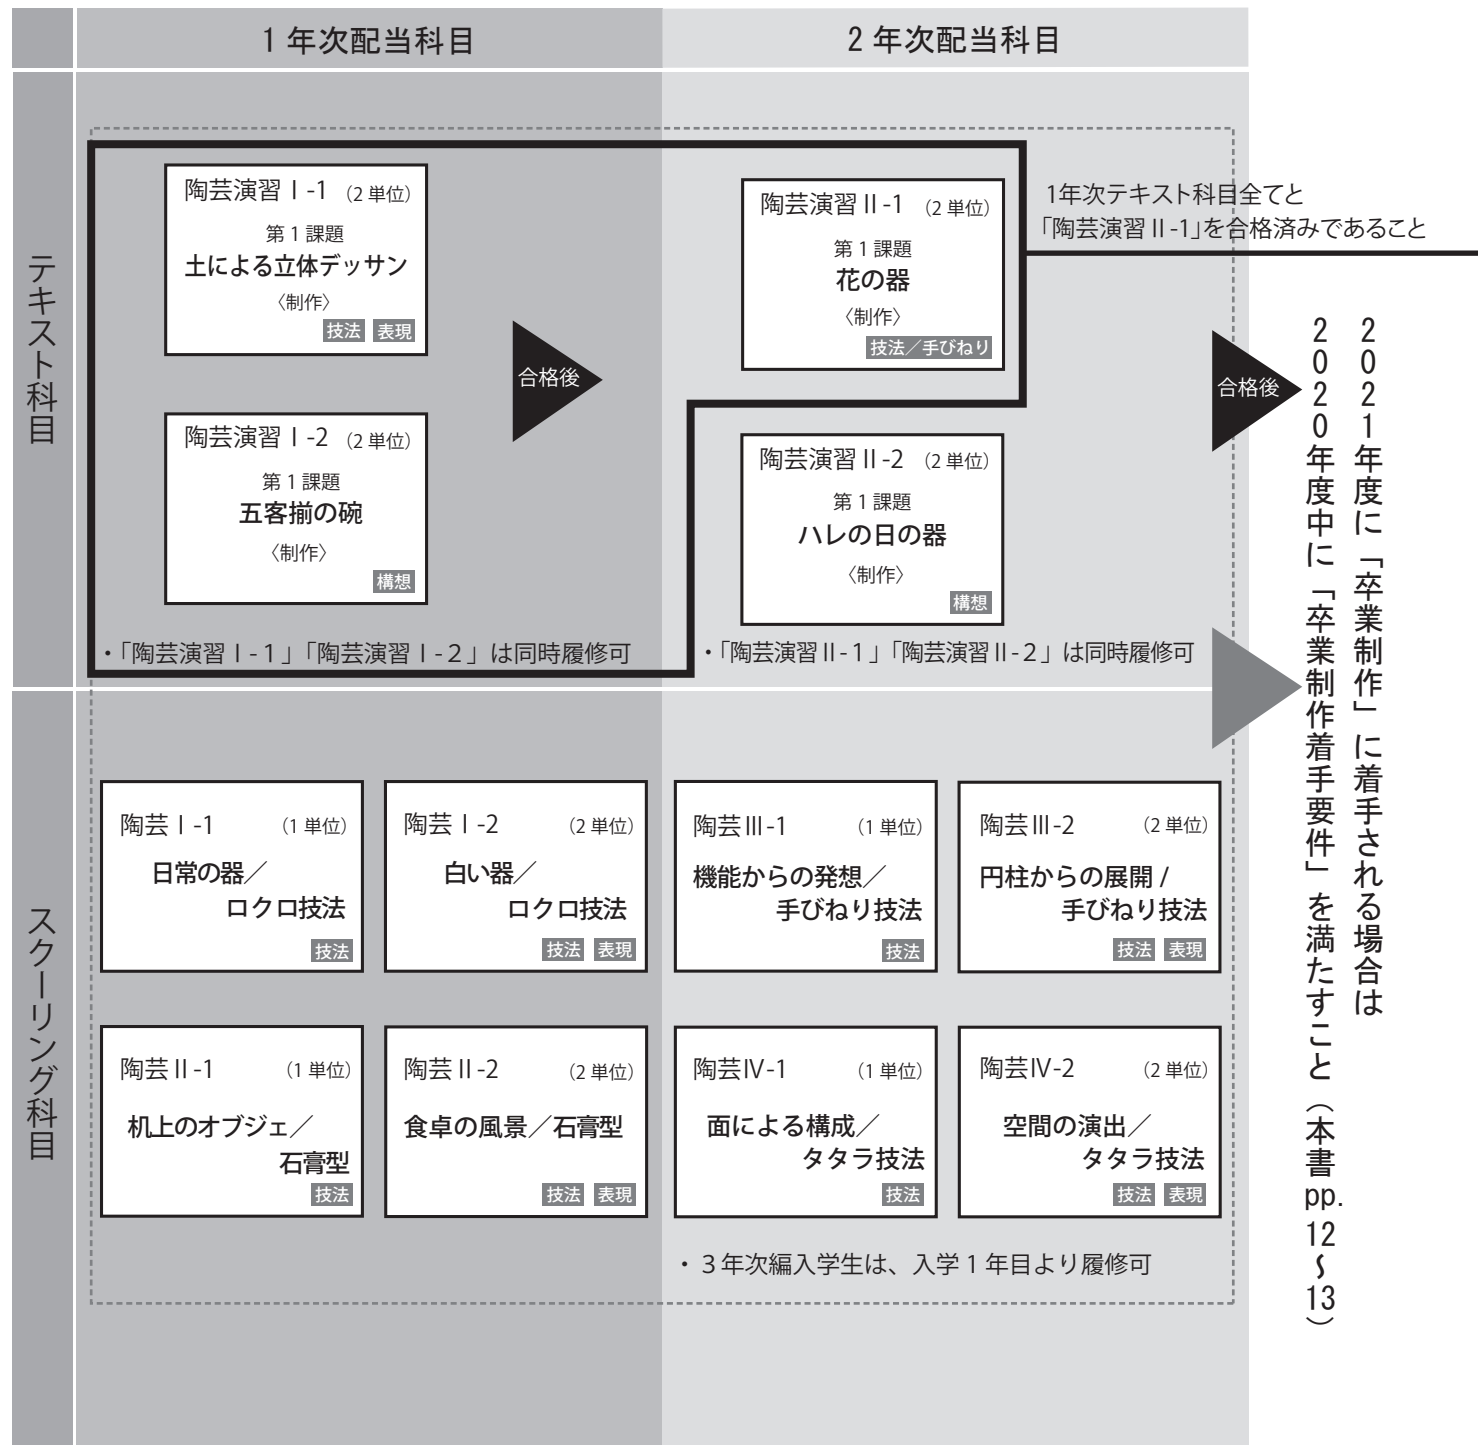 1年次配当科目
2年次配当科目
テキスト科目
陶芸演習Ⅰ-1（2単位）
第1課題
土による立体デッサン
〈制作〉
技法 表現
合格後
陶芸演習Ⅰ-2（2単位）
第1課題
五客揃の碗
〈制作〉
構想
・「陶芸演習Ⅰ-1」「陶芸演習Ⅰ-2」は同時履修可
陶芸演習Ⅱ-1（2単位）
第1課題
花の器
〈制作〉
技法／手びねり
陶芸演習Ⅱ-2（2単位）
第1課題
ハレの日の器
〈制作〉
構想
・「陶芸演習Ⅱ-1」「陶芸演習Ⅱ-2」は同時履修可
1年次テキスト科目全てと
「陶芸演習Ⅱ-1」を合格済みであること
合格後
スクーリング科目
陶芸Ⅰ-1（1単位）
日常の器／
ロクロ技法
技法
陶芸Ⅰ-2（2単位）
白い器／
ロクロ技法
技法 表現
陶芸Ⅲ-1（1単位）
機能からの発想／
手びねり技法
技法
陶芸Ⅲ-2（2単位）
円柱からの展開/
手びねり技法
技法 表現
陶芸Ⅱ-1（1単位）
机上のオブジェ／
石膏型
技法
陶芸Ⅱ-2（2単位）
食卓の風景／石膏型
技法 表現
陶芸Ⅳ-1（1単位）
面による構成／
タタラ技法
技法
陶芸Ⅳ-2（2単位）
空間の演出／
タタラ技法
技法 表現
・3年次編入学生は、入学1年目より履修可
2021年度に「卒業制作」に着手される場合は
2020年度中に「卒業制作着手要件」を満たすこと（本書pp.12〜13）